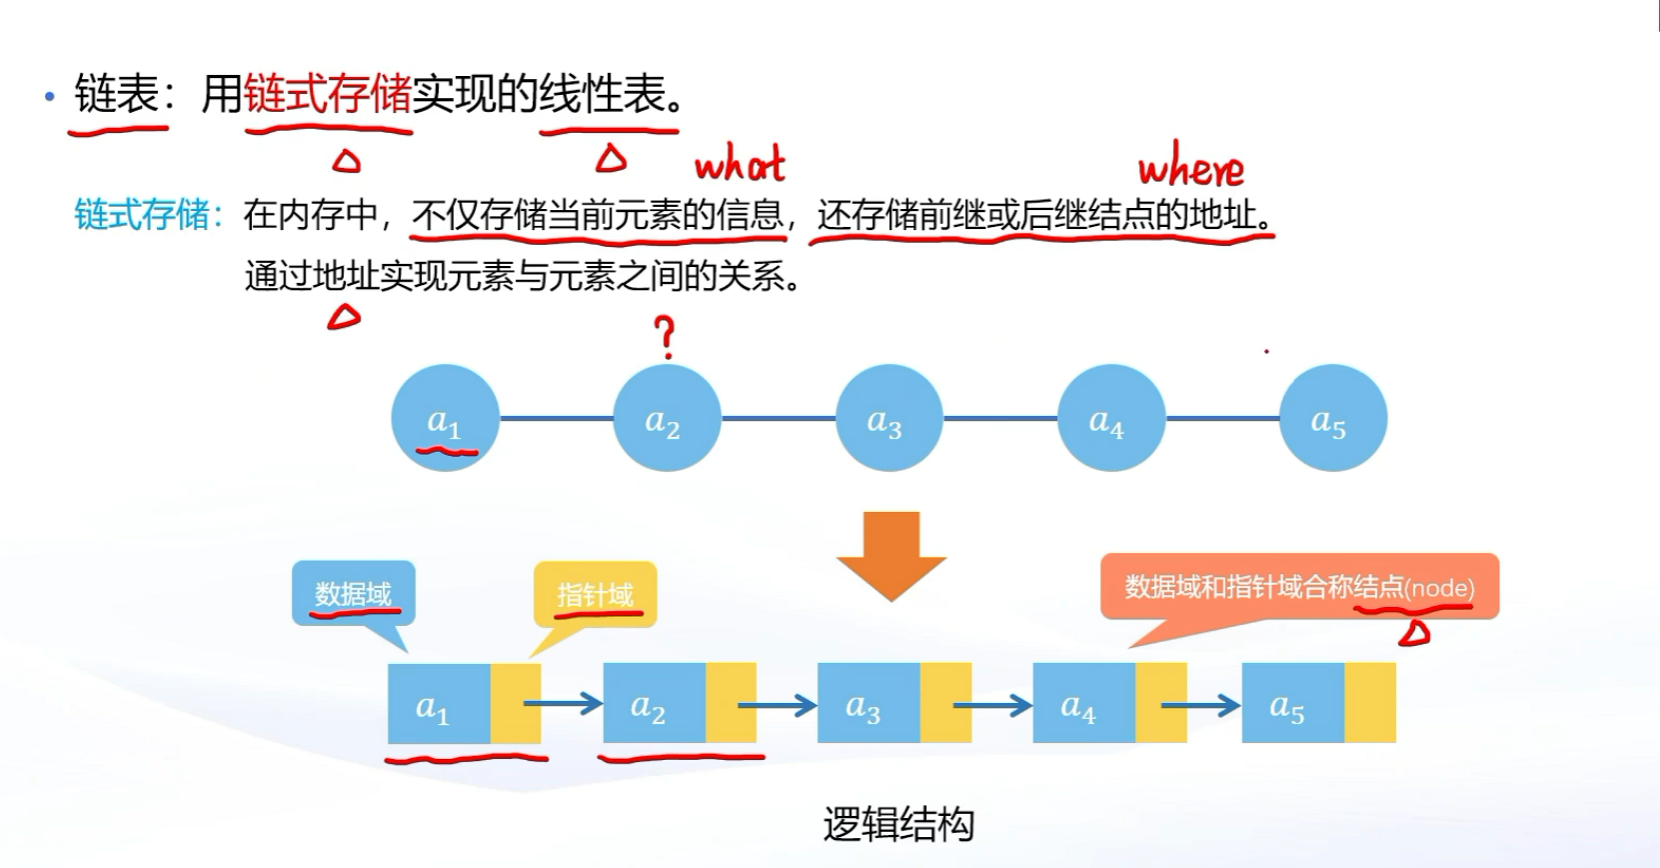 • 链表：用链式存储实现的线性表。
what where
链式存储：在内存中，不仅存储当前元素的信息，还存储前继或后继结点的地址。
通过地址实现元素与元素之间的关系。
?
a₁ a₂ a₃ a₄ a₅
数据域 指针域 数据域和指针域合称结点(node)
a₁ a₂ a₃ a₄ a₅
逻辑结构